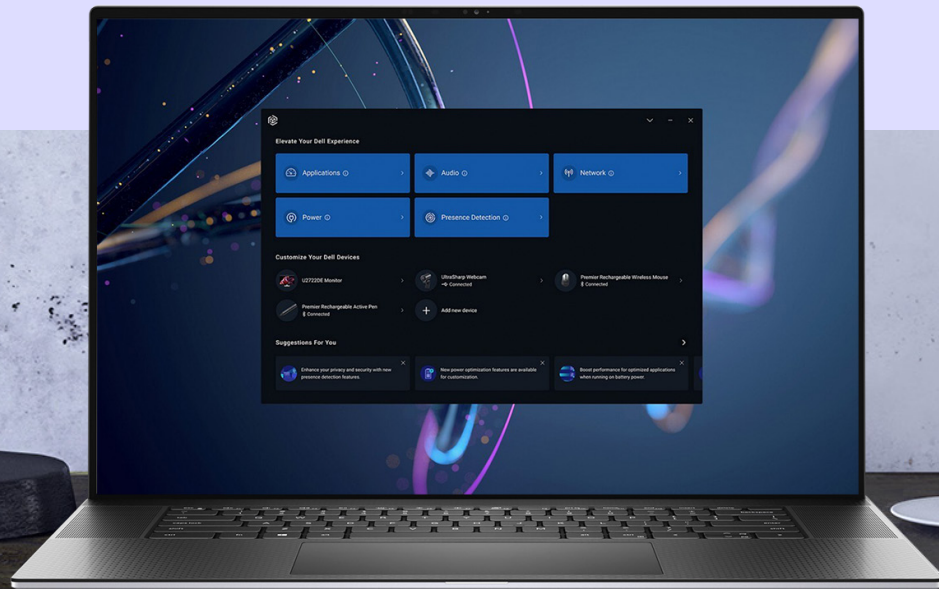 Elevate Your Dell Experience
Applications
Audio
Network
Power
Presence Detection
Customize Your Dell Devices
U2722DE Monitor
UltraSharp Webcam
Connected
Premier Rechargeable Wireless Mouse
Connected
Premier Rechargeable Active Pen
Connected
Add new device
Suggestions For You
Enhance your privacy and security with new
presence detection features.
New power optimization features are available
for customization.
Boost performance for optimized applications
when running on battery power.